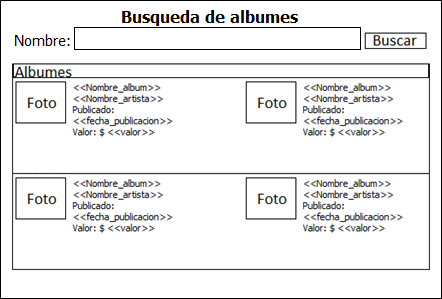 Busqueda de albumes
Nombre:
Buscar
Albumes
Foto
<<Nombre_album>>
<<Nombre_artista>>
Publicado:
<<fecha_publicacion>>
Valor: $ <<valor>>
Foto
<<Nombre_album>>
<<Nombre_artista>>
Publicado:
<<fecha_publicacion>>
Valor: $ <<valor>>
Foto
<<Nombre_album>>
<<Nombre_artista>>
Publicado:
<<fecha_publicacion>>
Valor: $ <<valor>>
Foto
<<Nombre_album>>
<<Nombre_artista>>
Publicado:
<<fecha_publicacion>>
Valor: $ <<valor>>